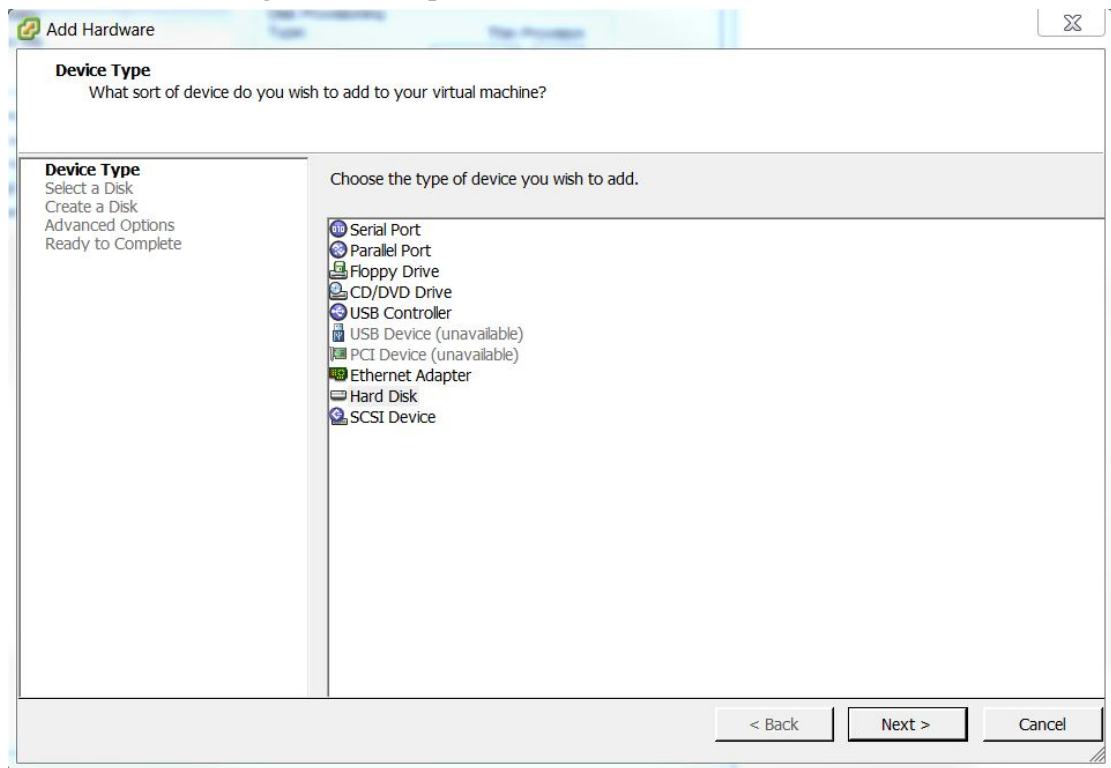 Add Hardware
Device Type
What sort of device do you wish to add to your virtual machine?
Device Type
Select a Disk
Create a Disk
Advanced Options
Ready to Complete
Choose the type of device you wish to add.
Serial Port
Parallel Port
Floppy Drive
CD/DVD Drive
USB Controller
USB Device (unavailable)
PCI Device (unavailable)
Ethernet Adapter
Hard Disk
SCSI Device
< Back Next > Cancel